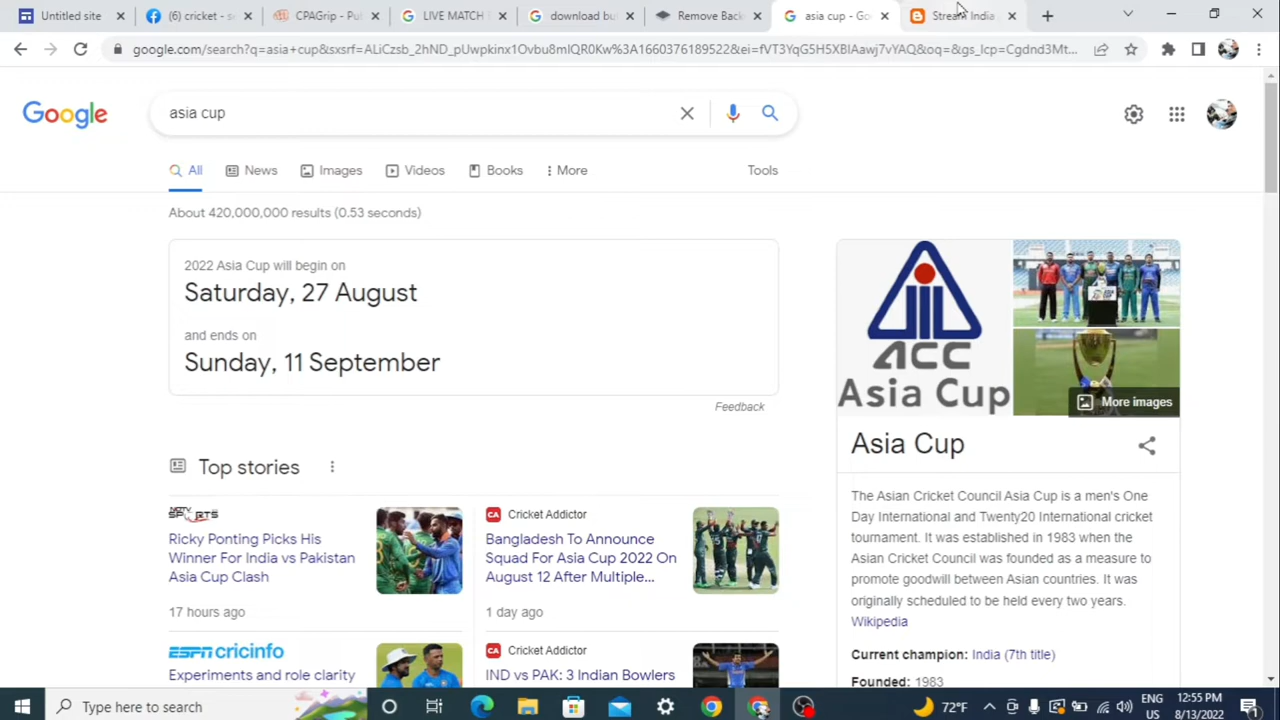 Untitled site
(6) cricket - s
CPAGrip - Pu
LIVE MATCH
download bu
Remove Back
asia cup - Go
Stream India
google.com/search?q=asia+cup&sxsrf=ALiCzsb_2hND_pUwpkinx1Ovbu8mIQR0Kw%3A1660376189522&ei=fVT3YqG5H5XBIAawj7vYAQ&oq=&gs_lcp=Cgdnd3Mt...
Google
asia cup
All
News
Images
Videos
Books
More
Tools
About 420,000,000 results (0.53 seconds)
2022 Asia Cup will begin on
Saturday, 27 August
and ends on
Sunday, 11 September
Feedback
Top stories
SPORTS
Ricky Ponting Picks His
Winner For India vs Pakistan
Asia Cup Clash
17 hours ago
CA Cricket Addictor
Bangladesh To Announce
Squad For Asia Cup 2022 On
August 12 After Multiple...
1 day ago
ESPN cricinfo
Experiments and role clarity
CA Cricket Addictor
IND vs PAK: 3 Indian Bowlers
ACC
Asia Cup
More images
Asia Cup
The Asian Cricket Council Asia Cup is a men's One
Day International and Twenty20 International cricket
tournament. It was established in 1983 when the
Asian Cricket Council was founded as a measure to
promote goodwill between Asian countries. It was
originally scheduled to be held every two years.
Wikipedia
Current champion: India (7th title)
Founded: 1983
Type here to search
72°F
ENG
US
12:55 PM
8/13/2022
1